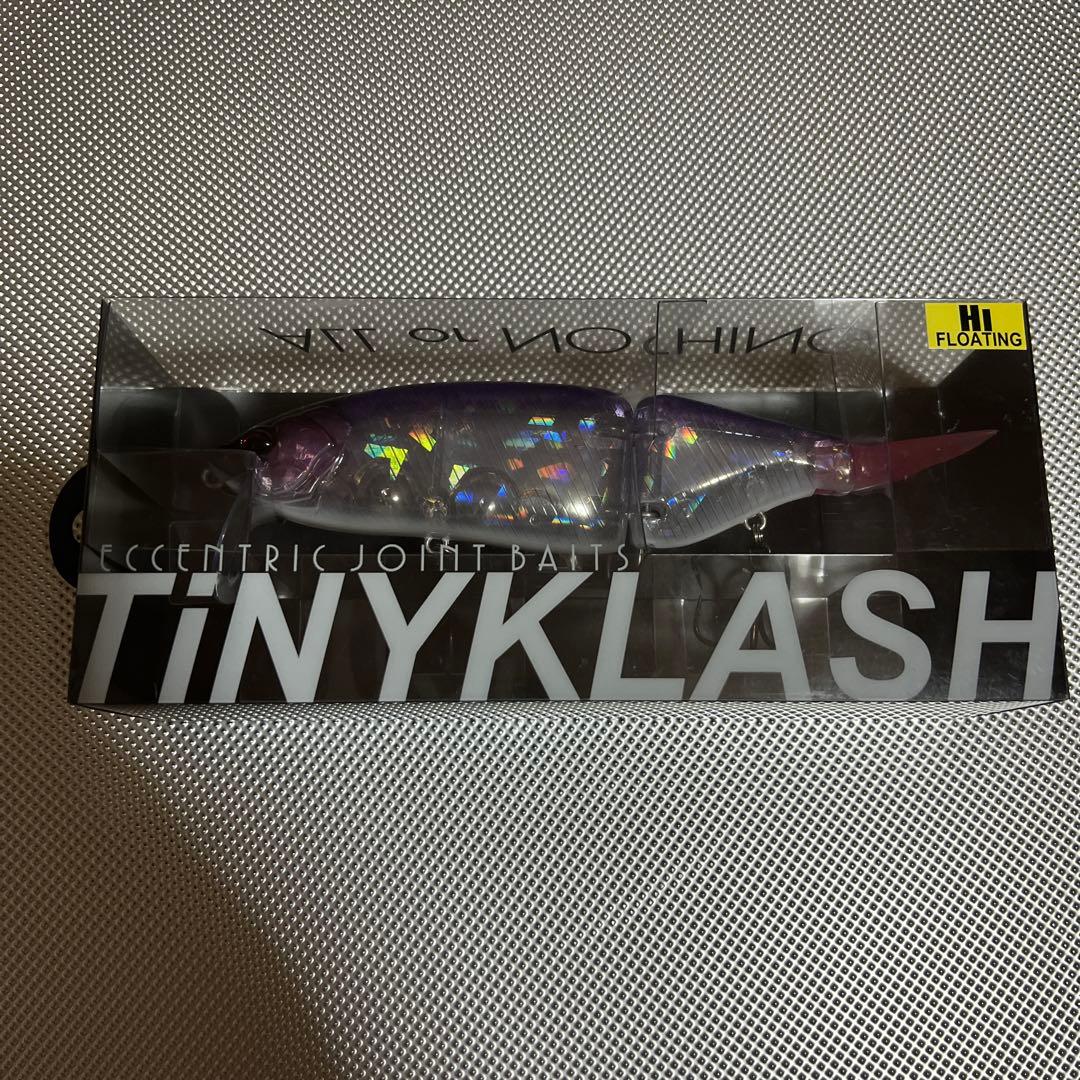 ALL or NOTHING
Hi
FLOATING
ECCENTRIC JOINT BAITS
TiNYKLASH